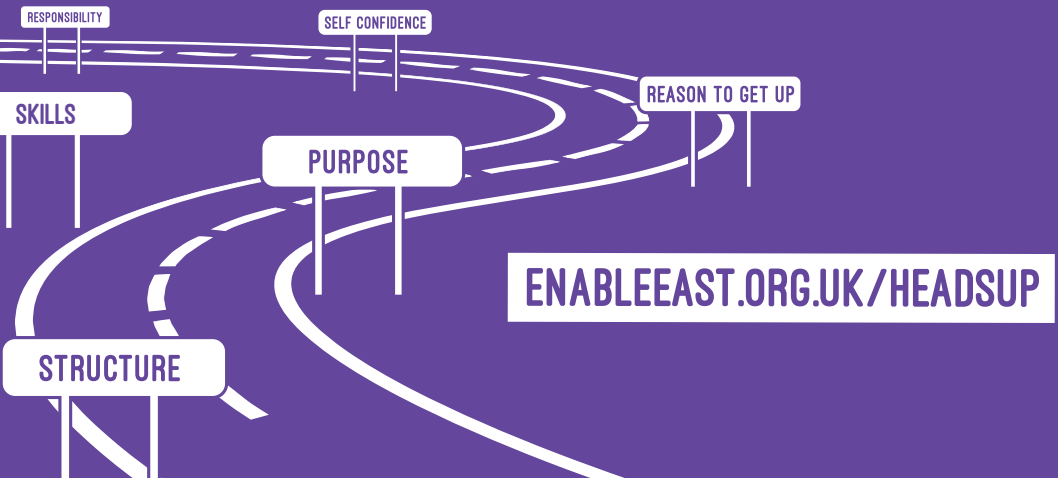 RESPONSIBILITY
SELF CONFIDENCE
REASON TO GET UP
SKILLS
PURPOSE
ENABLEEAST.ORG.UK/HEADSUP
STRUCTURE